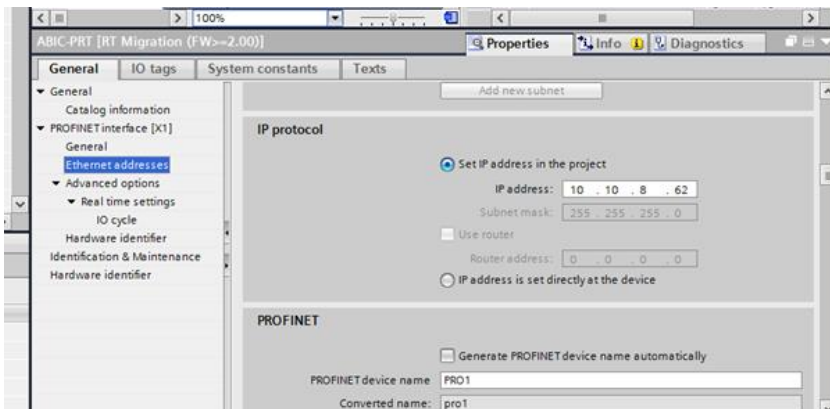 100%
ABIC-PRT [RT Migration (FW>=2.00)]
Properties
Info
Diagnostics
General
IO tags
System constants
Texts
General
Catalog information
PROFINET interface [X1]
General
Ethernet addresses
Advanced options
Real time settings
IO cycle
Hardware identifier
Identification & Maintenance
Hardware identifier
Add new subnet
IP protocol
Set IP address in the project
IP address: 10 . 10 . 8 . 62
Subnet mask: 255 . 255 . 255 . 0
Use router
Router address: 0 . 0 . 0 . 0
IP address is set directly at the device
PROFINET
Generate PROFINET device name automatically
PROFINET device name PRO1
Converted name: pro1